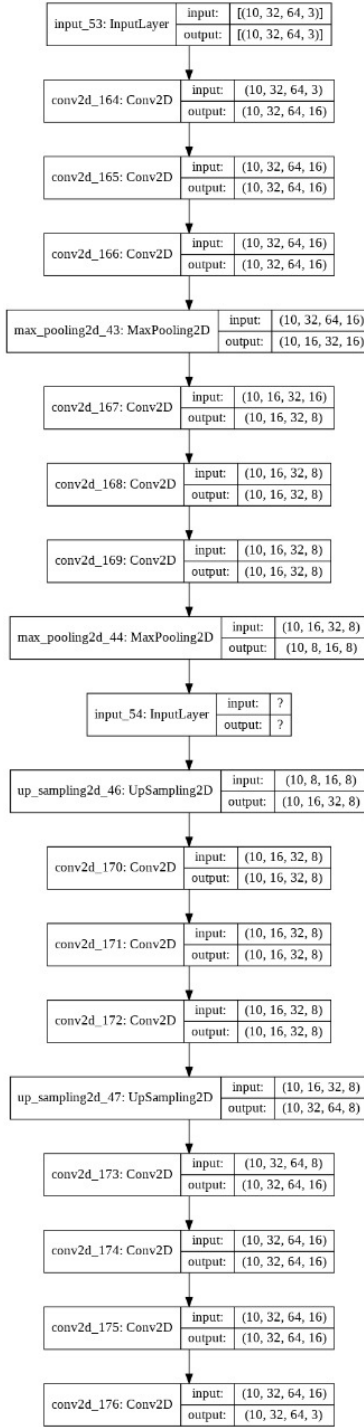 input_53: InputLayer input: [(10, 32, 64, 3)]
output: [(10, 32, 64, 3)]
conv2d_164: Conv2D input: (10, 32, 64, 3)
output: (10, 32, 64, 16)
conv2d_165: Conv2D input: (10, 32, 64, 16)
output: (10, 32, 64, 16)
conv2d_166: Conv2D input: (10, 32, 64, 16)
output: (10, 32, 64, 16)
max_pooling2d_43: MaxPooling2D input: (10, 32, 64, 16)
output: (10, 16, 32, 16)
conv2d_167: Conv2D input: (10, 16, 32, 16)
output: (10, 16, 32, 8)
conv2d_168: Conv2D input: (10, 16, 32, 8)
output: (10, 16, 32, 8)
conv2d_169: Conv2D input: (10, 16, 32, 8)
output: (10, 16, 32, 8)
max_pooling2d_44: MaxPooling2D input: (10, 16, 32, 8)
output: (10, 8, 16, 8)
input_54: InputLayer input: ?
output: ?
up_sampling2d_46: UpSampling2D input: (10, 8, 16, 8)
output: (10, 16, 32, 8)
conv2d_170: Conv2D input: (10, 16, 32, 8)
output: (10, 16, 32, 8)
conv2d_171: Conv2D input: (10, 16, 32, 8)
output: (10, 16, 32, 8)
conv2d_172: Conv2D input: (10, 16, 32, 8)
output: (10, 16, 32, 8)
up_sampling2d_47: UpSampling2D input: (10, 16, 32, 8)
output: (10, 32, 64, 8)
conv2d_173: Conv2D input: (10, 32, 64, 8)
output: (10, 32, 64, 16)
conv2d_174: Conv2D input: (10, 32, 64, 16)
output: (10, 32, 64, 16)
conv2d_175: Conv2D input: (10, 32, 64, 16)
output: (10, 32, 64, 16)
conv2d_176: Conv2D input: (10, 32, 64, 16)
output: (10, 32, 64, 3)